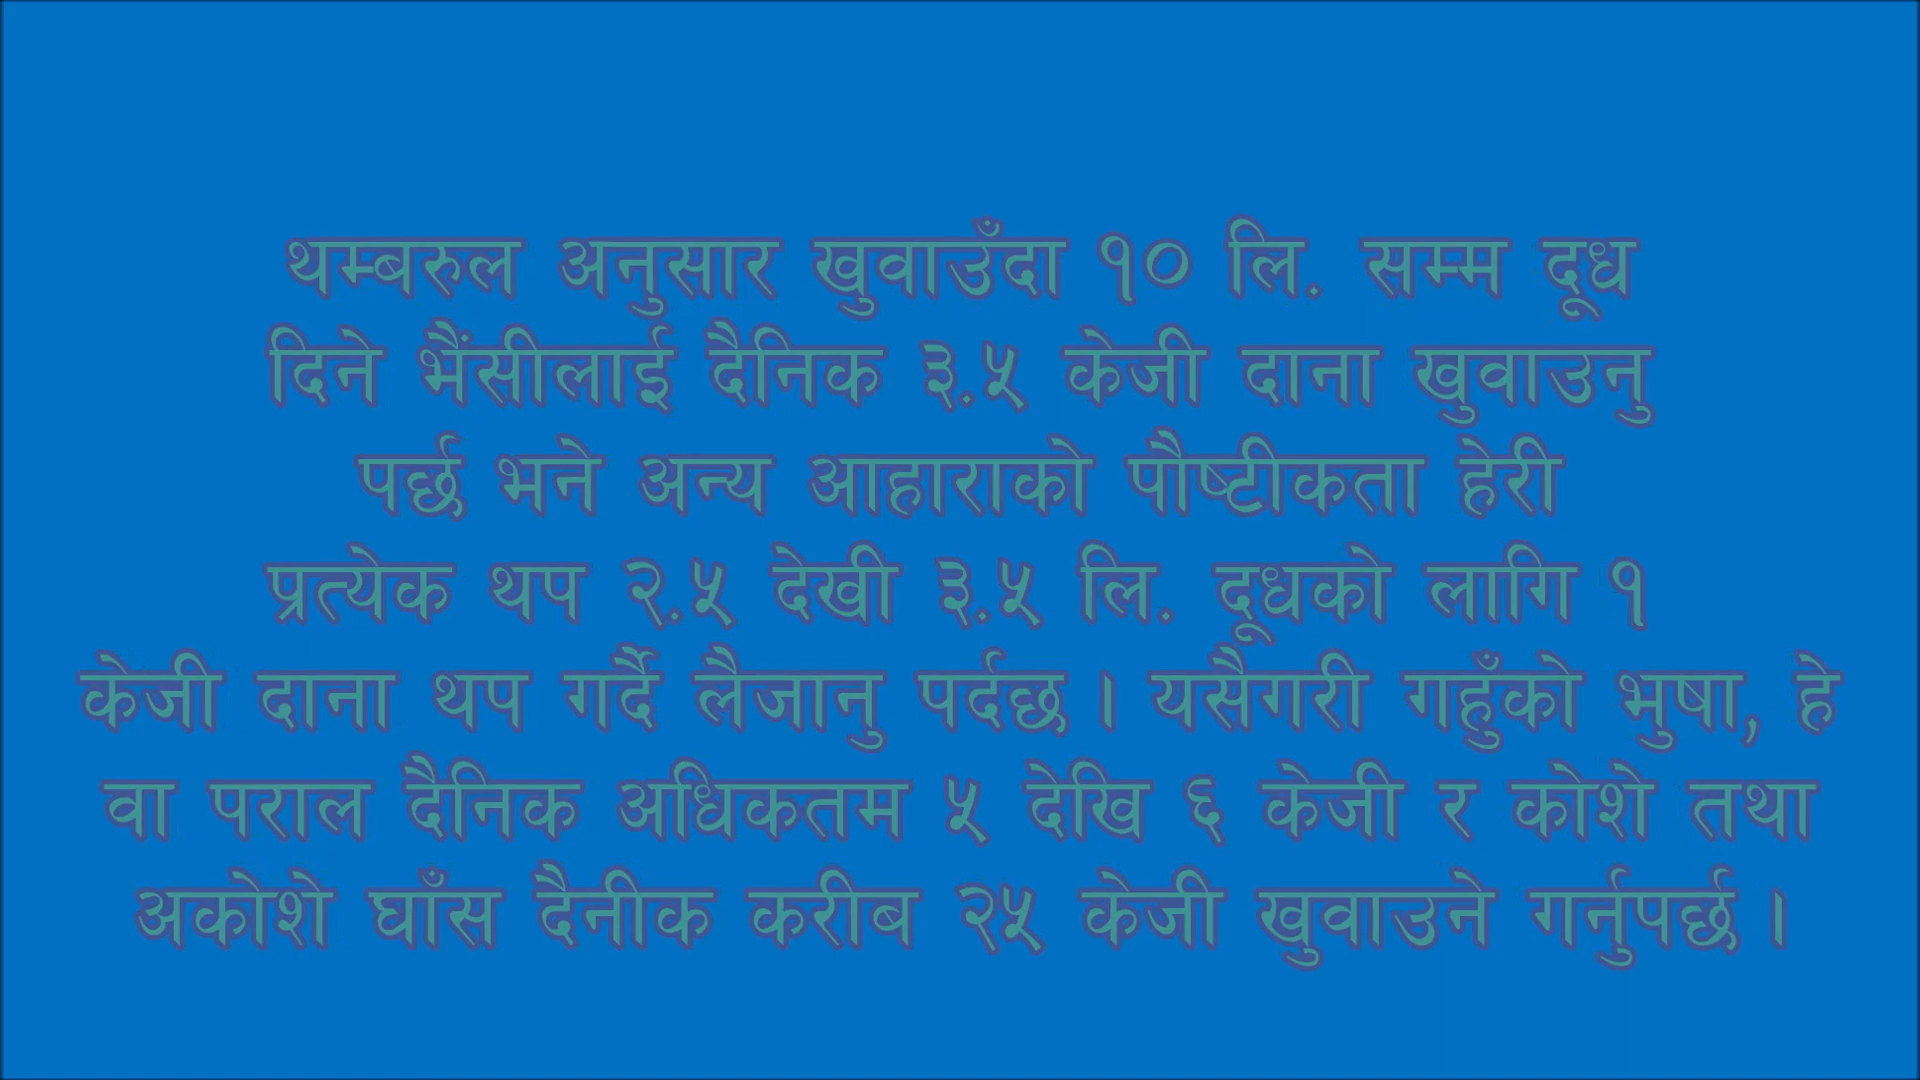 थम्बरुल अनुसार खुवाउँदा १० लि. सम्म दूध
दिने भैंसीलाई दैनिक ३.५ केजी दाना खुवाउनु
पर्छ भने अन्य आहाराको पौष्टीकता हेरी
प्रत्येक थप २.५ देखी ३.५ लि. दूधको लागि १
केजी दाना थप गर्दै लैजानु पर्दछ । यसैगरी गहुँको भुषा, हे
वा पराल दैनिक अधिकतम ५ देखि ६ केजी र कोशे तथा
अकोशे घाँस दैनीक करीब २५ केजी खुवाउने गर्नुपर्छ ।